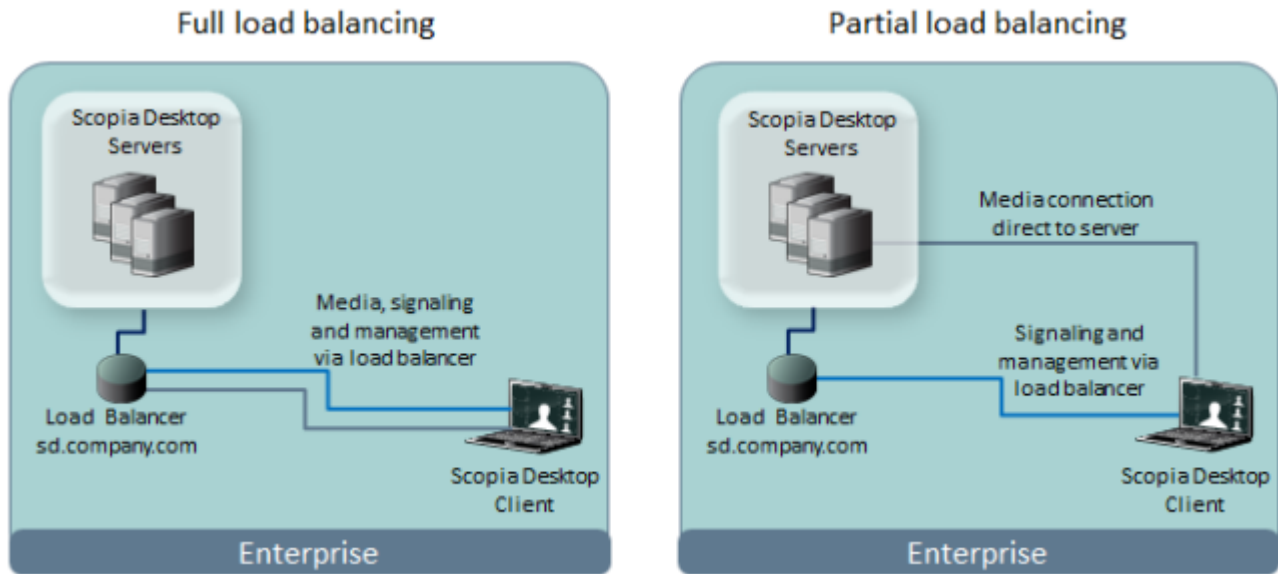 Full load balancing
Scopia Desktop
Servers
Media, signaling
and management
via load balancer
Load Balancer
sd.company.com
Scopia Desktop
Client
Enterprise
Partial load balancing
Scopia Desktop
Servers
Media connection
direct to server
Signaling and
management via
load balancer
Load Balancer
sd.company.com
Scopia Desktop
Client
Enterprise